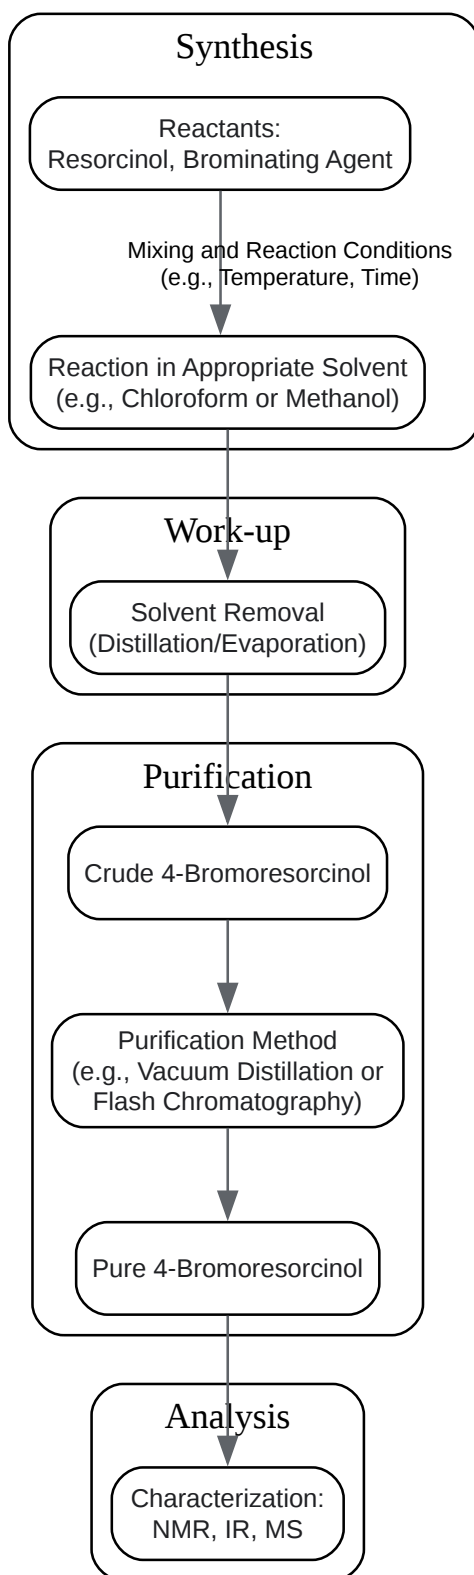 Synthesis
Reactants:
Resorcinol, Brominating Agent
Mixing and Reaction Conditions
(e.g., Temperature, Time)
Reaction in Appropriate Solvent
(e.g., Chloroform or Methanol)
Work-up
Solvent Removal
(Distillation/Evaporation)
Purification
Crude 4-Bromoresorcinol
Purification Method
(e.g., Vacuum Distillation or
Flash Chromatography)
Pure 4-Bromoresorcinol
Analysis
Characterization:
NMR, IR, MS